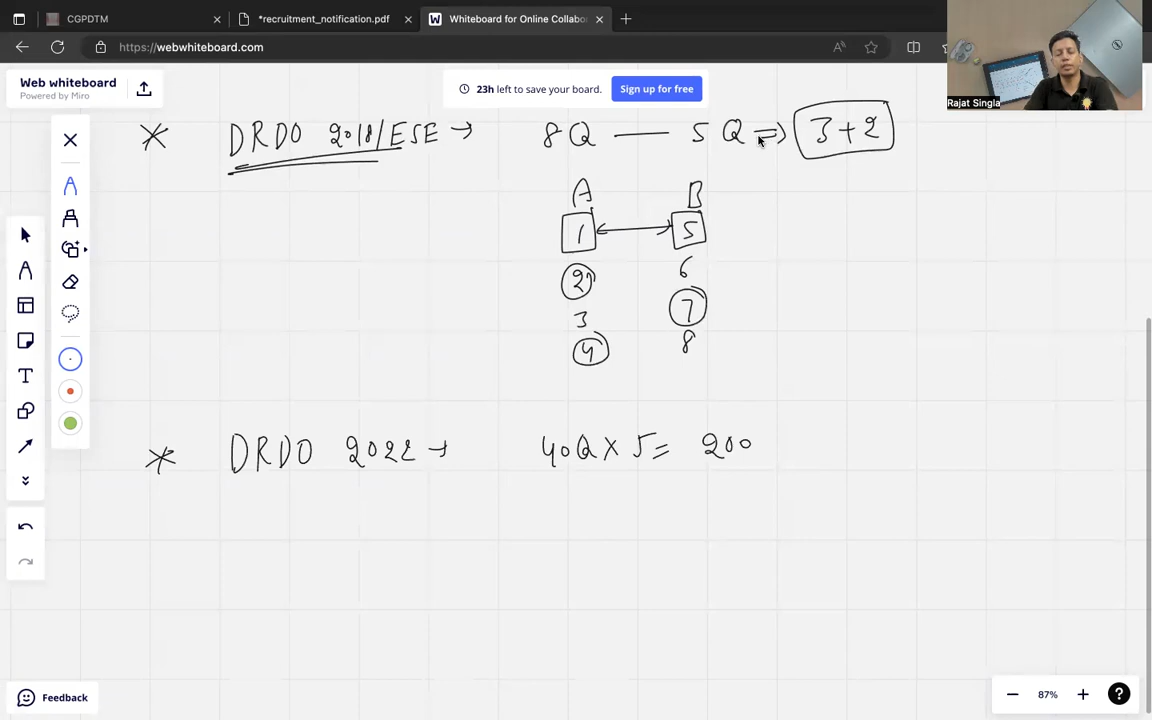 CGPDTM
*recruitment_notification.pdf
Whiteboard for Online Collabo
https://webwhiteboard.com
Rajat Singla
Web whiteboard
Powered by Miro
23h left to save your board.
Sign up for free
* DRDO 2018/ESE → 8Q — 5Q ⇒ 3+2
A B
1 ↔ 5
2 6
3 7
4 8
* DRDO 2022 → 40Q × 5 = 200
T
Feedback
87%